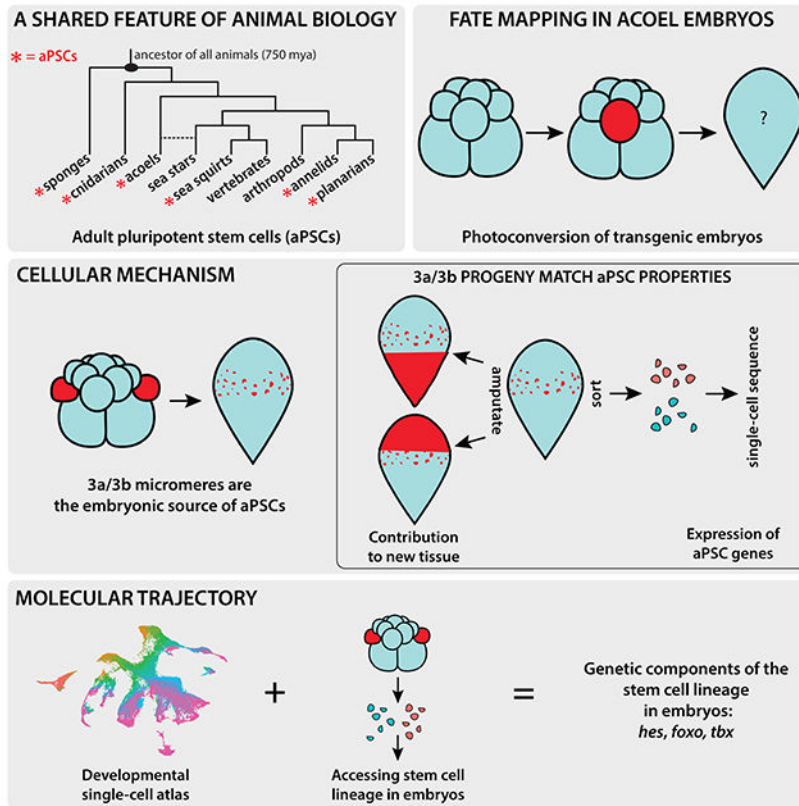 A SHARED FEATURE OF ANIMAL BIOLOGY
* = aPSCs
ancestor of all animals (750 mya)
*sponges
*cnidarians
*acoels
sea stars
*sea squirts
vertebrates
arthropods
*annelids
*planarians
Adult pluripotent stem cells (aPSCs)
FATE MAPPING IN ACOEL EMBRYOS
?
Photoconversion of transgenic embryos
CELLULAR MECHANISM
3a/3b micromeres are
the embryonic source of aPSCs
3a/3b PROGENY MATCH aPSC PROPERTIES
amputate
sort
single-cell sequence
Contribution
to new tissue
Expression of
aPSC genes
MOLECULAR TRAJECTORY
+
=
Developmental
single-cell atlas
Accessing stem cell
lineage in embryos
Genetic components of the
stem cell lineage
in embryos:
hes, foxo, tbx